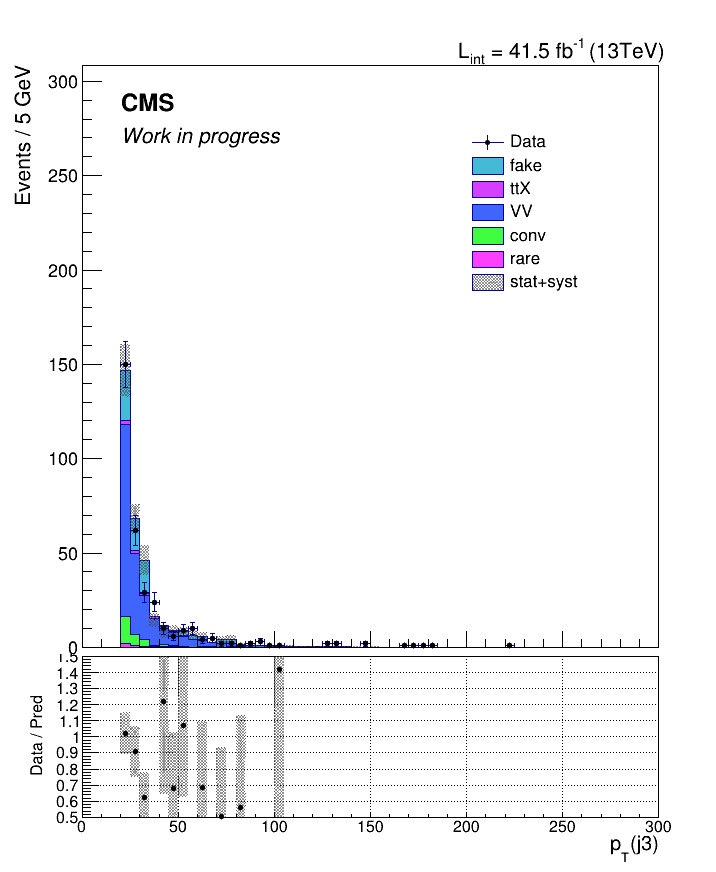 L_int = 41.5 fb^-1 (13TeV)
Events / 5 GeV
300
250
200
150
100
50
0
CMS
Work in progress
Data
fake
ttX
VV
conv
rare
stat+syst
Data / Pred
1.5
1.4
1.3
1.2
1.1
1
0.9
0.8
0.7
0.6
0.5
0 50 100 150 200 250 300
p_T(j3)